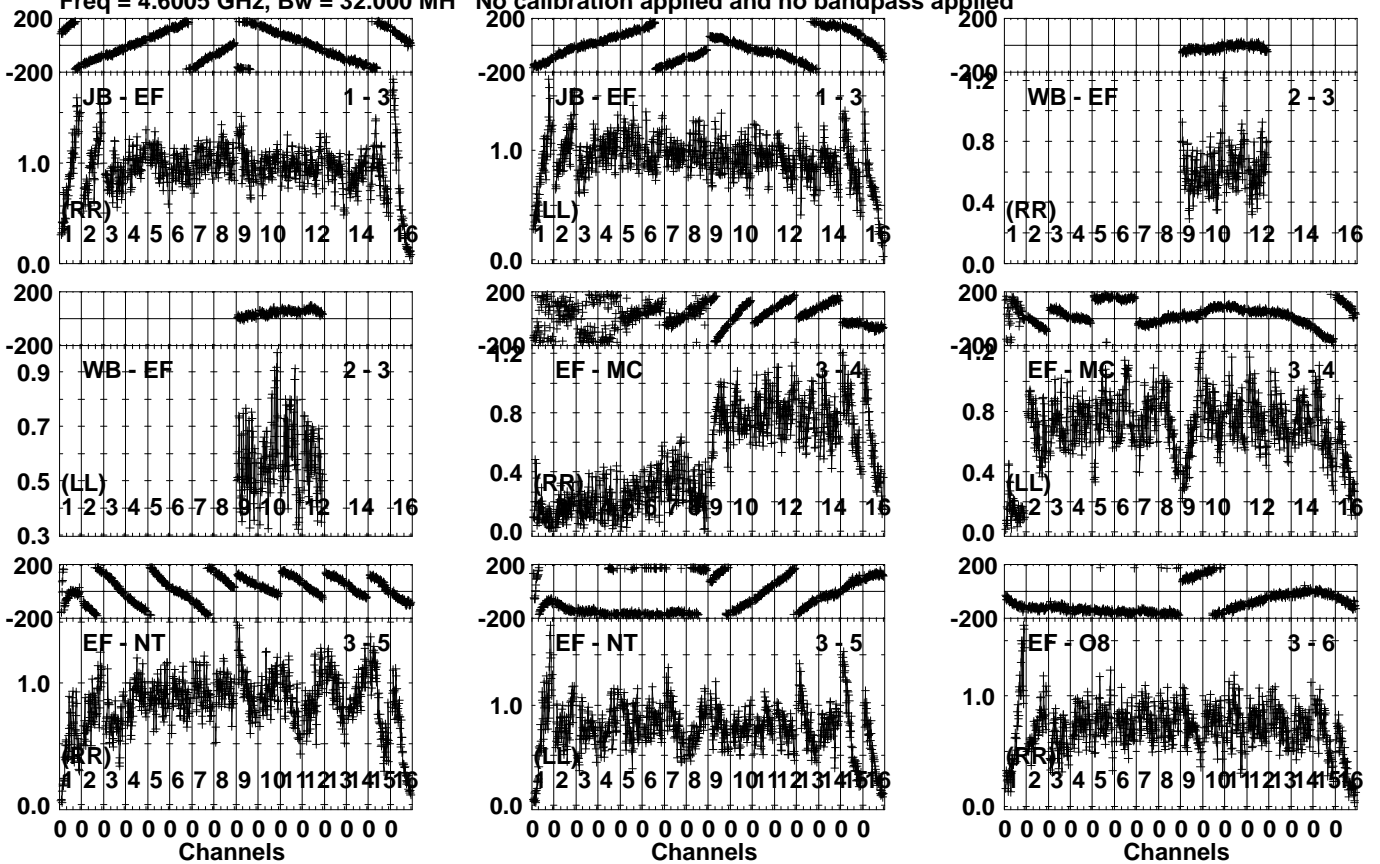 Freq = 4.6005 GHz, Bw = 32.000 MH No calibration applied and no bandpass applied
200
-200
JB - EF 1 - 3
1.0
(RR)
1 2 3 4 5 6 7 8 9 10 12 14 16
0.0
JB - EF 1 - 3
1.0
(LL)
1 2 3 4 5 6 7 8 9 10 12 14 16
0.0
200
-200
1.2
WB - EF 2 - 3
0.8
0.4
(RR)
1 2 3 4 5 6 7 8 9 10 12 14 16
0.0
200
-200
WB - EF 2 - 3
0.9
0.7
0.5
(LL)
1 2 3 4 5 6 7 8 9 10 12 14 16
0.3
200
-200
1.2
EF - MC 3 - 4
0.8
0.4
(RR)
7 8 9 10 12 14 16
0.0
200
-200
1.2
EF - MC 3 - 4
0.8
0.4
(LL)
2 3 4 5 6 7 8 9 10 12 14 16
0.0
200
-200
EF - NT 3 - 5
1.0
(RR)
1 2 3 4 5 6 7 8 9 10 11 12 13 14 15 16
0.0
0 0 0 0 0 0 0 0 0 0 0 0 0 0 0 0
Channels
200
-200
EF - NT 3 - 5
1.0
(LL)
1 2 3 4 5 6 7 8 9 10 11 12 13 14 15 16
0.0
0 0 0 0 0 0 0 0 0 0 0 0 0 0 0 0
Channels
200
-200
EF - O8 3 - 6
1.0
(RR)
1 2 3 4 5 6 7 8 9 10 11 12 13 14 15 16
0.0
0 0 0 0 0 0 0 0 0 0 0 0 0 0 0 0
Channels